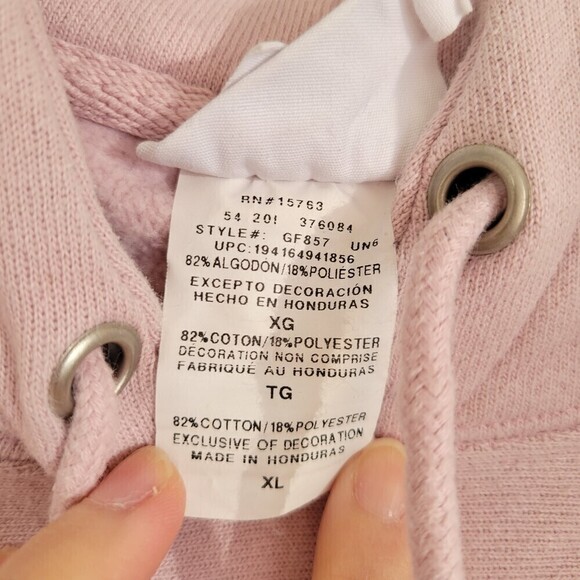 RN#15763
54 20! 376084
STYLE#: GF857 UN6
UPC:194164941856
82%ALGODÓN/18%POLIÉSTER
EXCEPTO DECORACIÓN
HECHO EN HONDURAS
XG
82%COTON/18%POLYESTER
DÉCORATION NON COMPRISE
FABRIQUÉ AU HONDURAS
TG
82%COTTON/18%POLYESTER
EXCLUSIVE OF DECORATION
MADE IN HONDURAS
XL